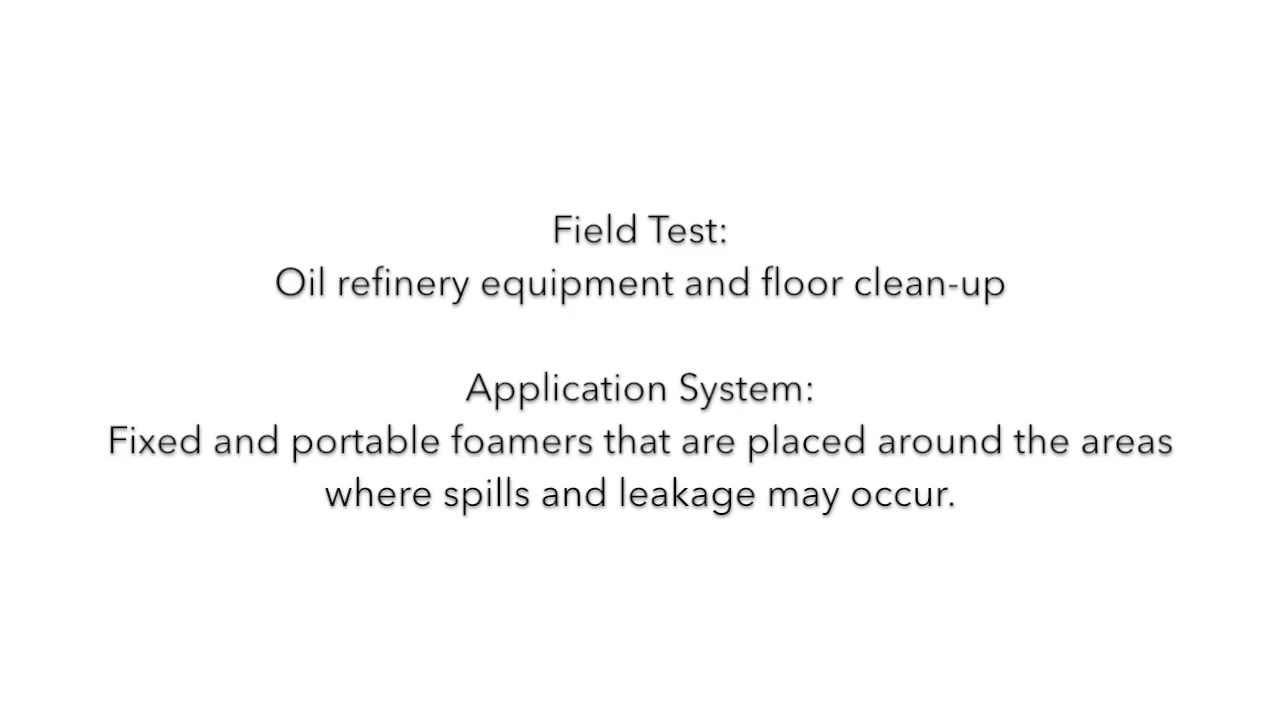 Field Test:
Oil refinery equipment and floor clean-up
Application System:
Fixed and portable foamers that are placed around the areas
where spills and leakage may occur.